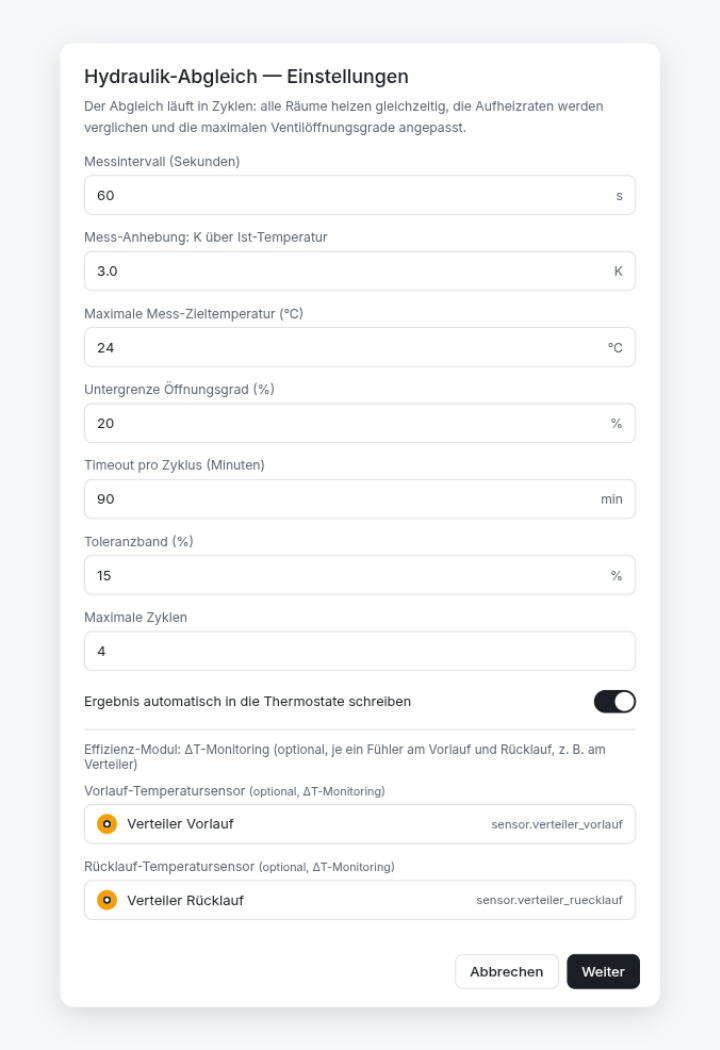 Hydraulik-Abgleich — Einstellungen
Der Abgleich läuft in Zyklen: alle Räume heizen gleichzeitig, die Aufheizraten werden
verglichen und die maximalen Ventilöffnungsgrade angepasst.
Messintervall (Sekunden)
60 s
Mess-Anhebung: K über Ist-Temperatur
3.0 K
Maximale Mess-Zieltemperatur (°C)
24 °C
Untergrenze Öffnungsgrad (%)
20 %
Timeout pro Zyklus (Minuten)
90 min
Toleranzband (%)
15 %
Maximale Zyklen
4
Ergebnis automatisch in die Thermostate schreiben
Effizienz-Modul: ΔT-Monitoring (optional, je ein Fühler am Vorlauf und Rücklauf, z. B. am
Verteiler)
Vorlauf-Temperatursensor (optional, ΔT-Monitoring)
Verteiler Vorlauf sensor.verteiler_vorlauf
Rücklauf-Temperatursensor (optional, ΔT-Monitoring)
Verteiler Rücklauf sensor.verteiler_ruecklauf
Abbrechen Weiter